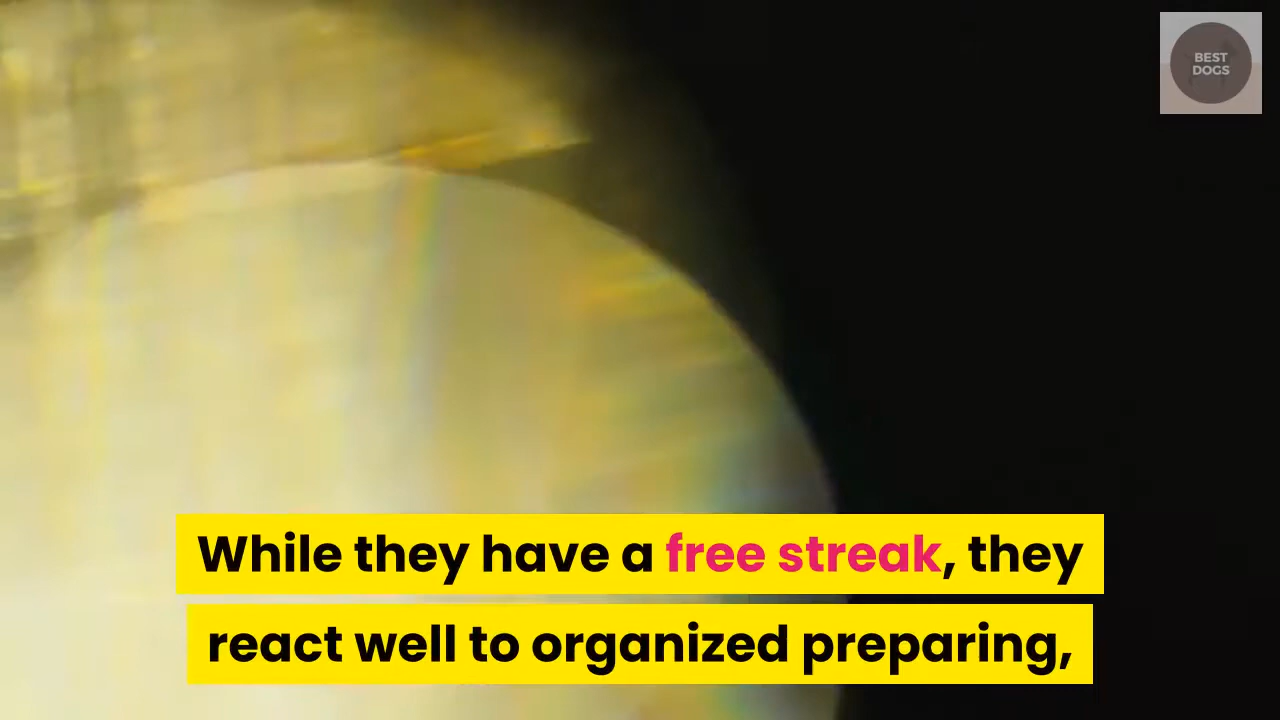 BEST
DOGS
While they have a free streak, they
react well to organized preparing,